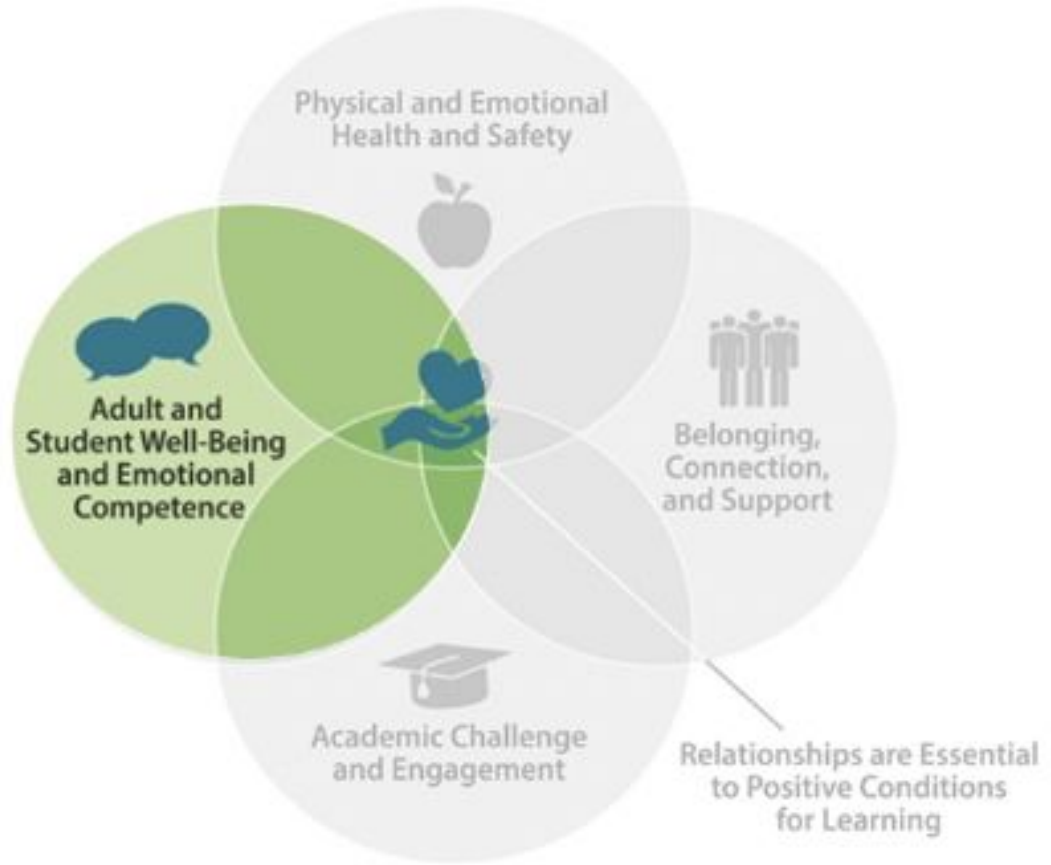 Physical and Emotional
Health and Safety
Adult and
Student Well-Being
and Emotional
Competence
Belonging,
Connection,
and Support
Academic Challenge
and Engagement
Relationships are Essential
to Positive Conditions
for Learning